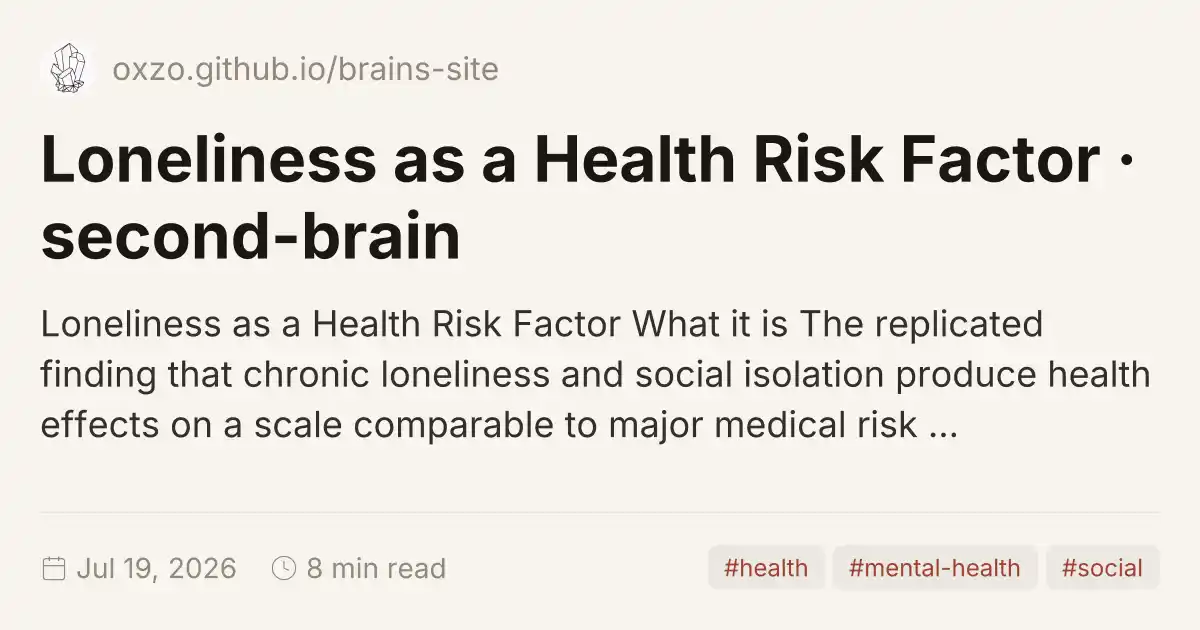 oxzo.github.io/brains-site
Loneliness as a Health Risk Factor ·
second-brain
Loneliness as a Health Risk Factor What it is The replicated
finding that chronic loneliness and social isolation produce health
effects on a scale comparable to major medical risk ...
Jul 19, 2026 8 min read #health #mental-health #social